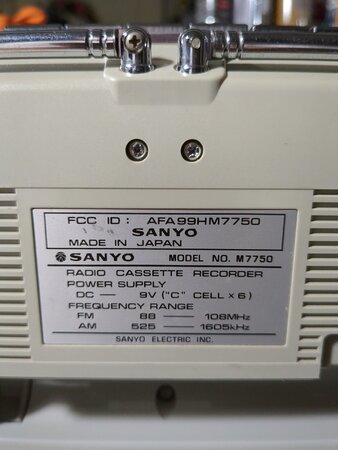 FCC ID: AFA99HM7750
SANYO
MADE IN JAPAN
SANYO MODEL NO. M7750
RADIO CASSETTE RECORDER
POWER SUPPLY
DC — 9V ("C" CELL × 6)
FREQUENCY RANGE
FM 88 — 108MHz
AM 525 — 1605kHz
SANYO ELECTRIC INC.